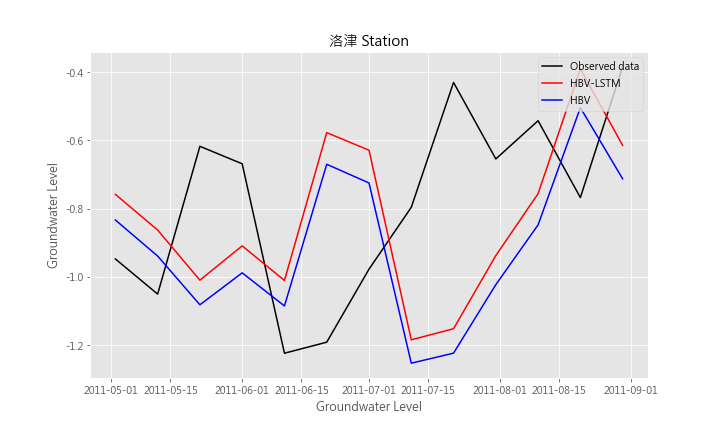 洛津 Station
Observed data
HBV-LSTM
HBV
Groundwater Level
-0.4
-0.6
-0.8
-1.0
-1.2
2011-05-01 2011-05-15 2011-06-01 2011-06-15 2011-07-01 2011-07-15 2011-08-01 2011-08-15 2011-09-01
Groundwater Level